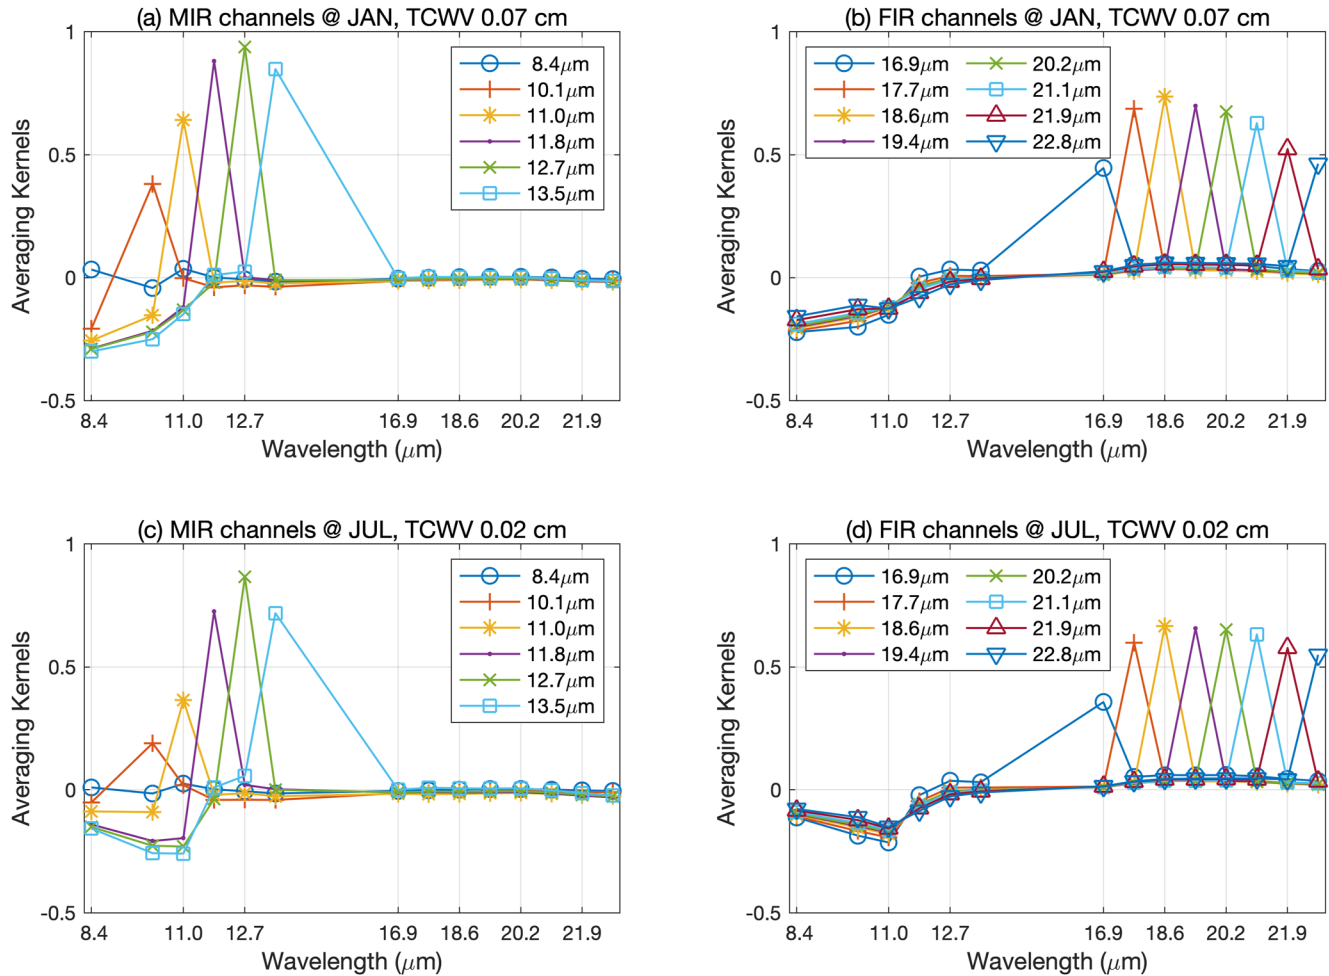 (a) MIR channels @ JAN, TCWV 0.07 cm
1
0.5
0
-0.5
Averaging Kernels
8.4μm
10.1μm
11.0μm
11.8μm
12.7μm
13.5μm
8.4 11.0 12.7 16.9 18.6 20.2 21.9
Wavelength (μm)
(b) FIR channels @ JAN, TCWV 0.07 cm
1
0.5
0
-0.5
Averaging Kernels
16.9μm 20.2μm
17.7μm 21.1μm
18.6μm 21.9μm
19.4μm 22.8μm
8.4 11.0 12.7 16.9 18.6 20.2 21.9
Wavelength (μm)
(c) MIR channels @ JUL, TCWV 0.02 cm
1
0.5
0
-0.5
Averaging Kernels
8.4μm
10.1μm
11.0μm
11.8μm
12.7μm
13.5μm
8.4 11.0 12.7 16.9 18.6 20.2 21.9
Wavelength (μm)
(d) FIR channels @ JUL, TCWV 0.02 cm
1
0.5
0
-0.5
Averaging Kernels
16.9μm 20.2μm
17.7μm 21.1μm
18.6μm 21.9μm
19.4μm 22.8μm
8.4 11.0 12.7 16.9 18.6 20.2 21.9
Wavelength (μm)